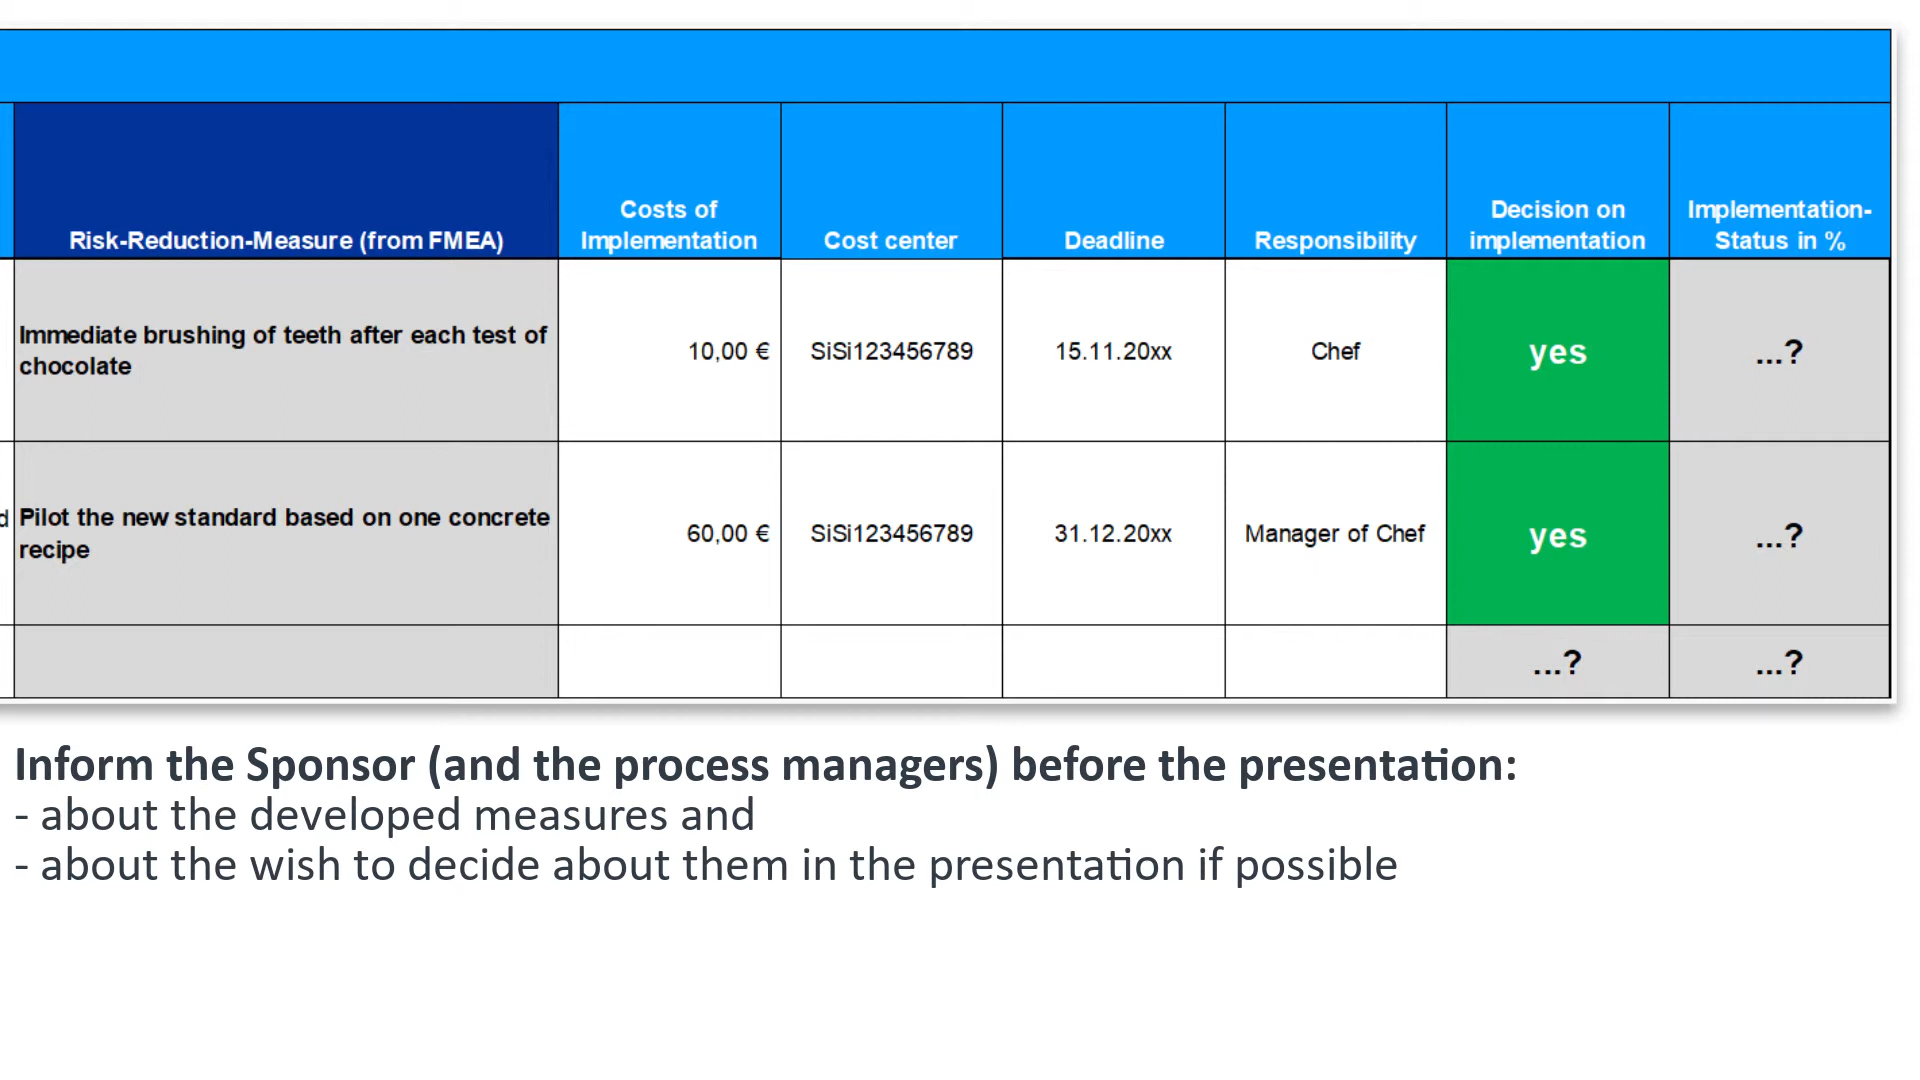 Risk-Reduction-Measure (from FMEA)
Costs of
Implementation
Cost center
Deadline
Responsibility
Decision on
implementation
Implementation-
Status in %
Immediate brushing of teeth after each test of
chocolate
10,00 €
SiSi123456789
15.11.20xx
Chef
yes
...?
d
Pilot the new standard based on one concrete
recipe
60,00 €
SiSi123456789
31.12.20xx
Manager of Chef
yes
...?
...?
...?
Inform the Sponsor (and the process managers) before the presentation:
- about the developed measures and
- about the wish to decide about them in the presentation if possible